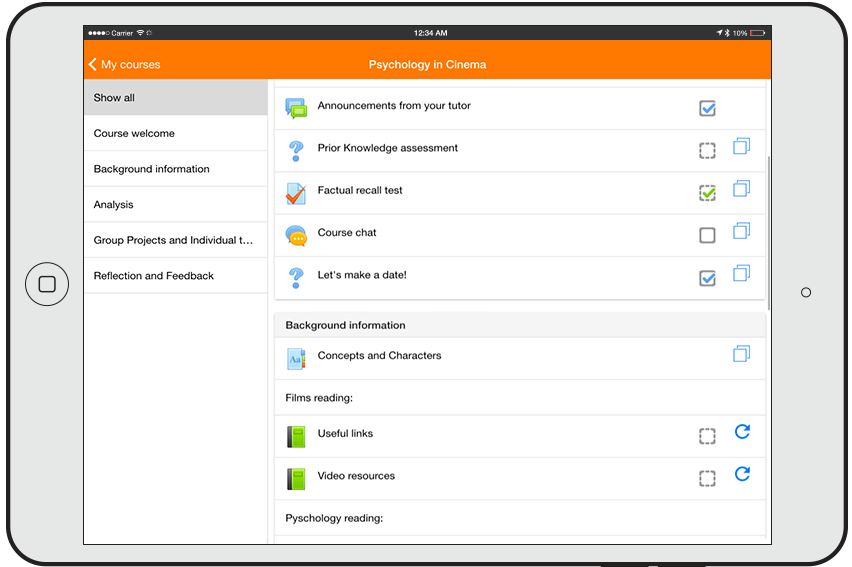 Carrier
12:34 AM
10%
My courses
Psychology in Cinema
Show all
Course welcome
Background information
Analysis
Group Projects and Individual t...
Reflection and Feedback
Announcements from your tutor
Prior Knowledge assessment
Factual recall test
Course chat
Let's make a date!
Background information
Aa
Concepts and Characters
Films reading:
Useful links
Video resources
Pyschology reading: